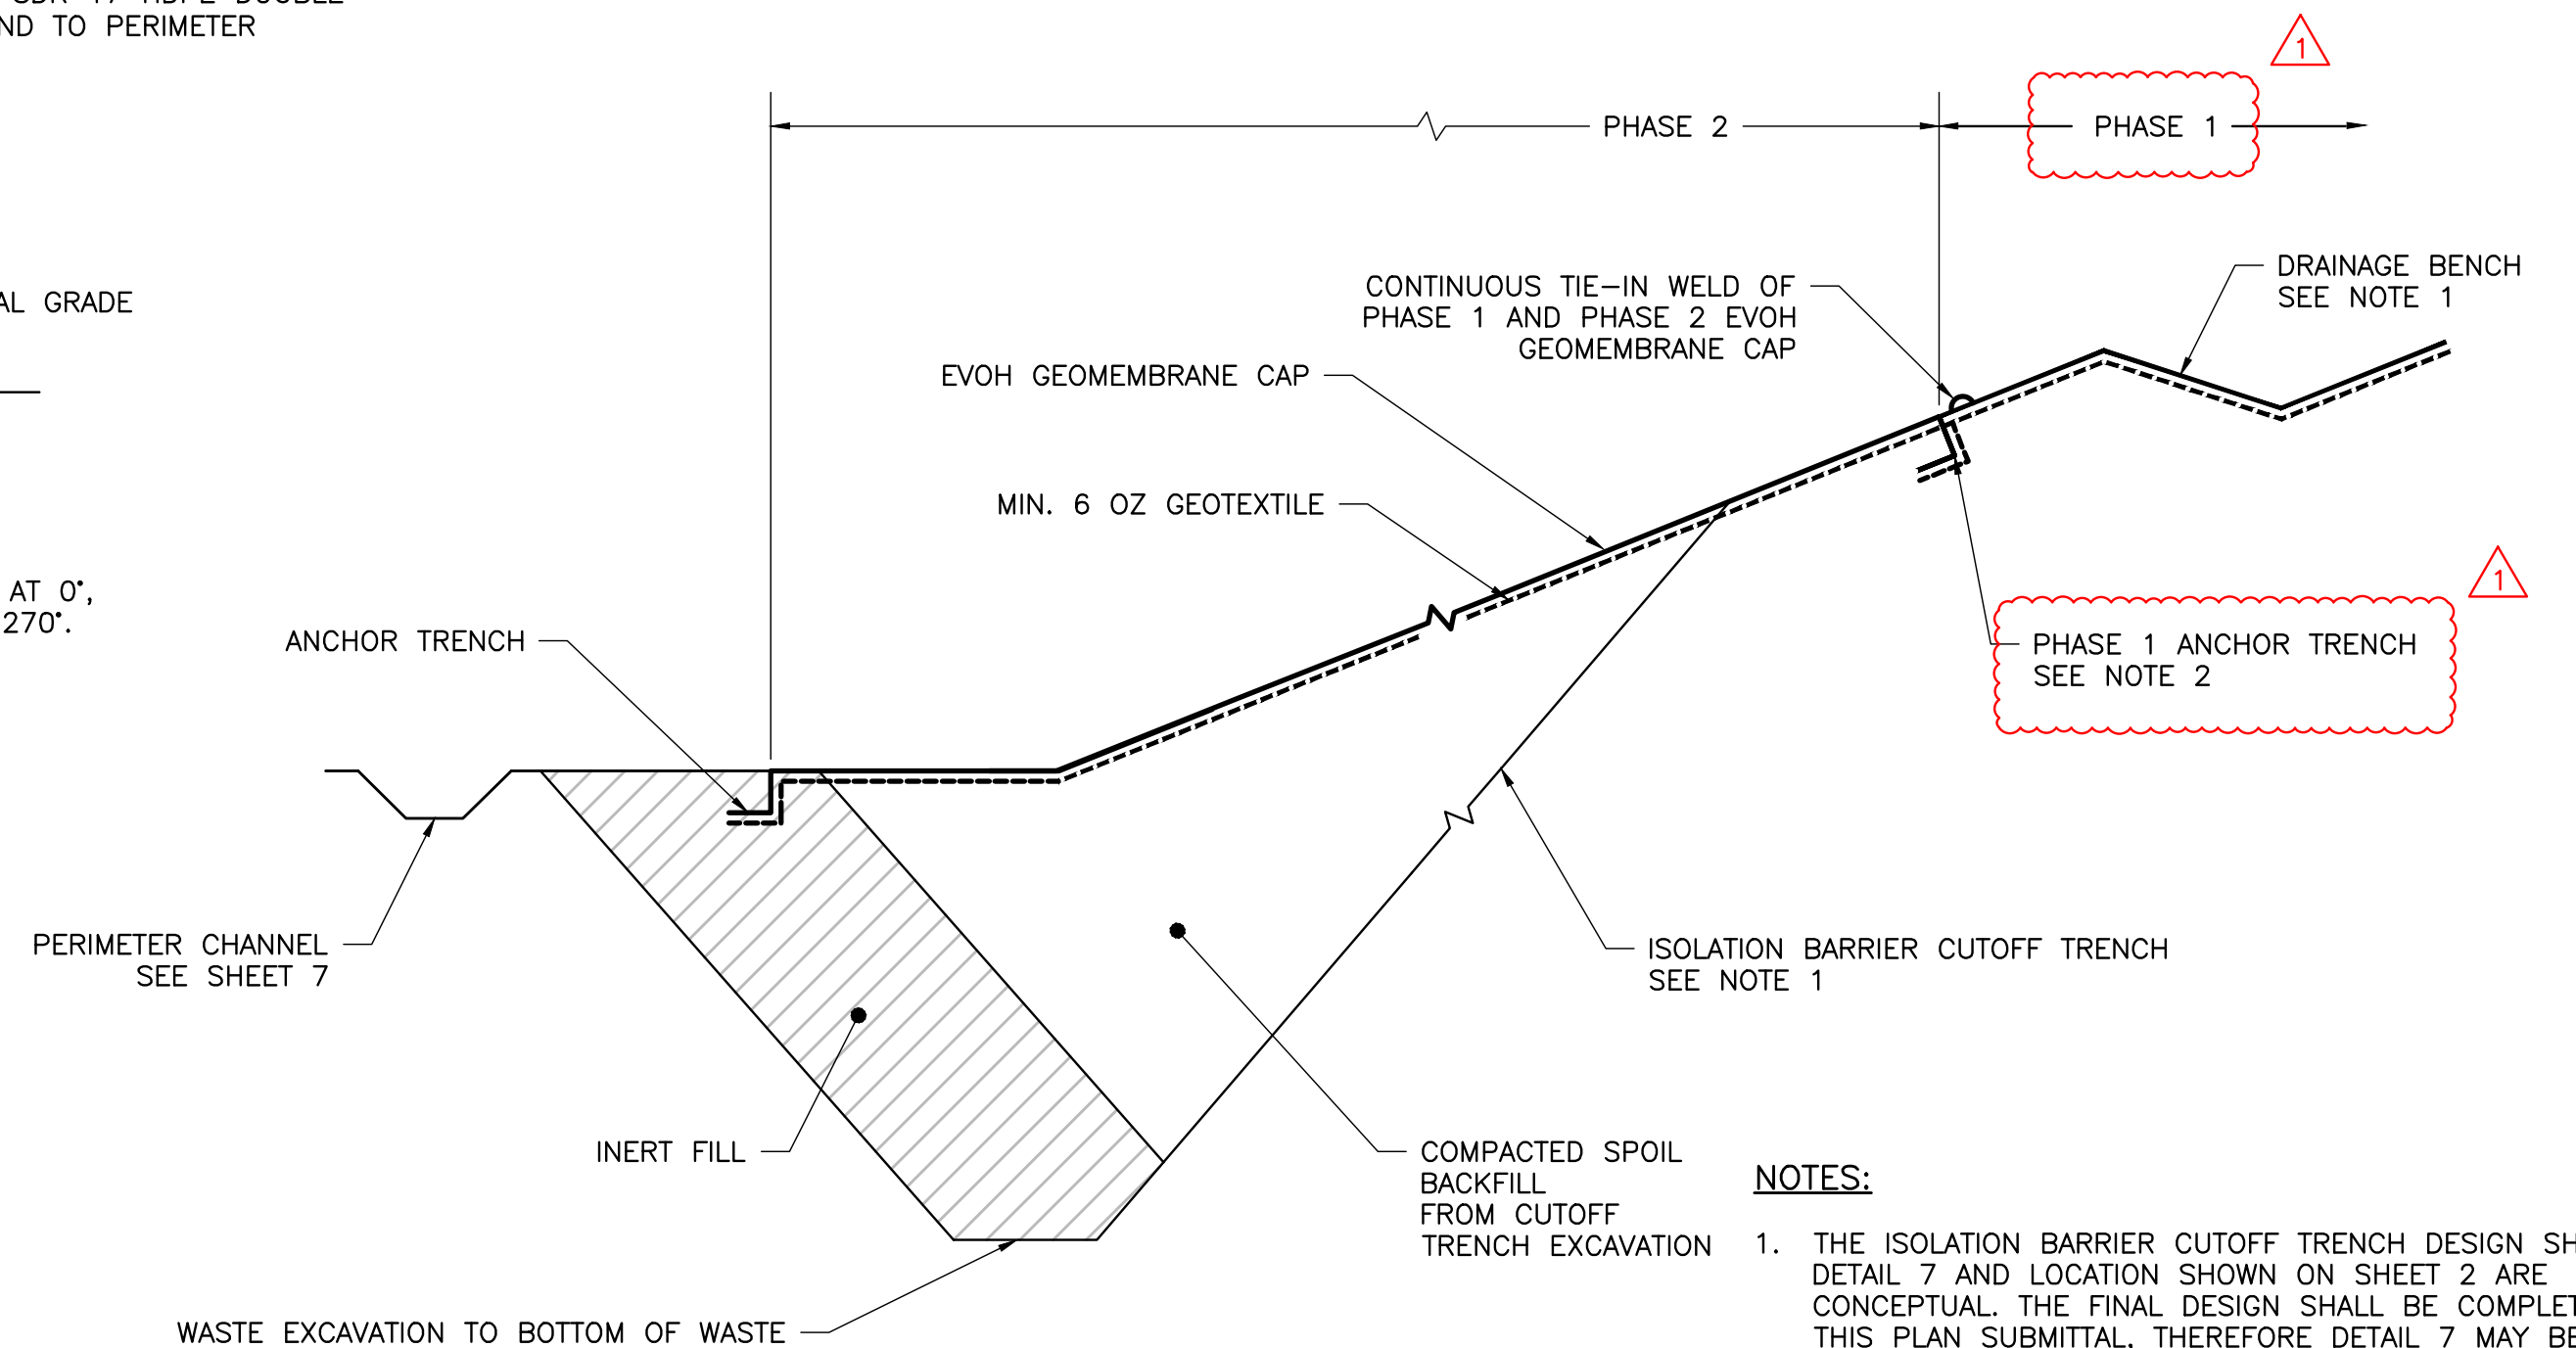 ND TO PERIMETER
AL GRADE
AT 0°,
270°.
1
PHASE 2
PHASE 1
DRAINAGE BENCH
SEE NOTE 1
CONTINUOUS TIE-IN WELD OF
PHASE 1 AND PHASE 2 EVOH
GEOMEMBRANE CAP
EVOH GEOMEMBRANE CAP
MIN. 6 OZ GEOTEXTILE
1
ANCHOR TRENCH
PHASE 1 ANCHOR TRENCH
SEE NOTE 2
PERIMETER CHANNEL
SEE SHEET 7
ISOLATION BARRIER CUTOFF TRENCH
SEE NOTE 1
INERT FILL
COMPACTED SPOIL
BACKFILL
FROM CUTOFF
TRENCH EXCAVATION
WASTE EXCAVATION TO BOTTOM OF WASTE
NOTES:
1. THE ISOLATION BARRIER CUTOFF TRENCH DESIGN SH
DETAIL 7 AND LOCATION SHOWN ON SHEET 2 ARE
CONCEPTUAL. THE FINAL DESIGN SHALL BE COMPLET
THIS PLAN SUBMITTAL, THEREFORE DETAIL 7 MAY BE